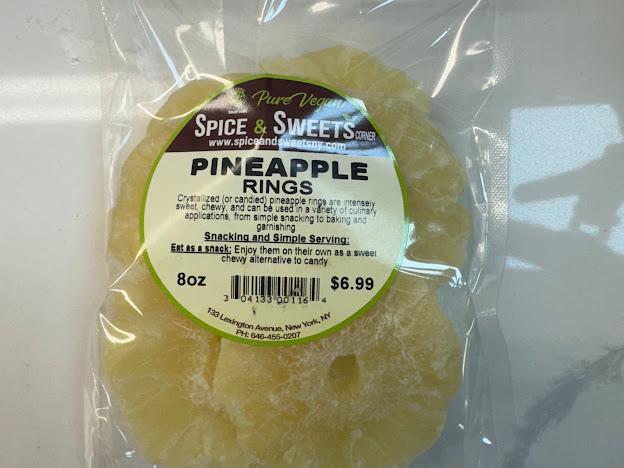 Pure Vegan
SPICE & SWEETS CORNER
www.spiceandsweetsny.com
PINEAPPLE
RINGS
Crystallized (or candied) pineapple rings are intensely
sweet, chewy, and can be used in a variety of culinary
applications, from simple snacking to baking and
garnishing
Snacking and Simple Serving:
Eat as a snack: Enjoy them on their own as a sweet
chewy alternative to candy
8oz
$6.99
3 04133 00116 4
133 Lexington Avenue, New York, NY
PH: 646-455-0207